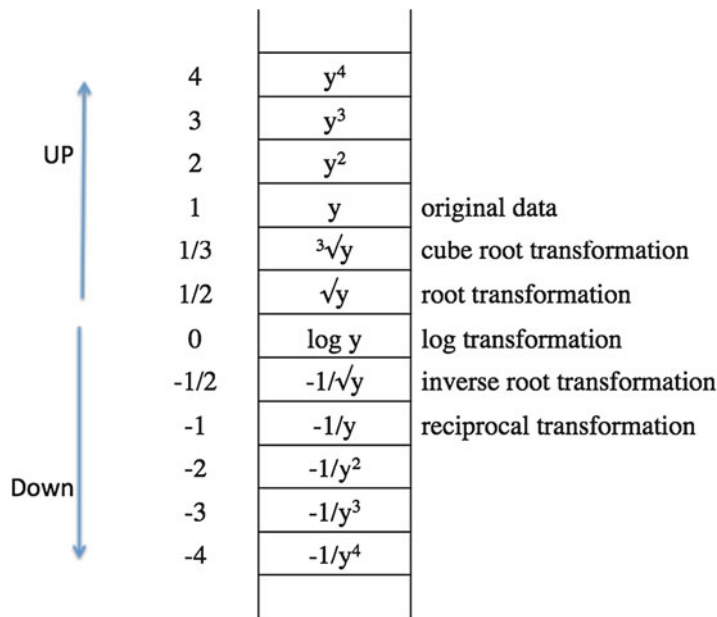 4 y⁴
3 y³
UP
2 y²
1 y original data
1/3 ³√y cube root transformation
1/2 √y root transformation
0 log y log transformation
-1/2 -1/√y inverse root transformation
-1 -1/y reciprocal transformation
-2 -1/y²
Down
-3 -1/y³
-4 -1/y⁴